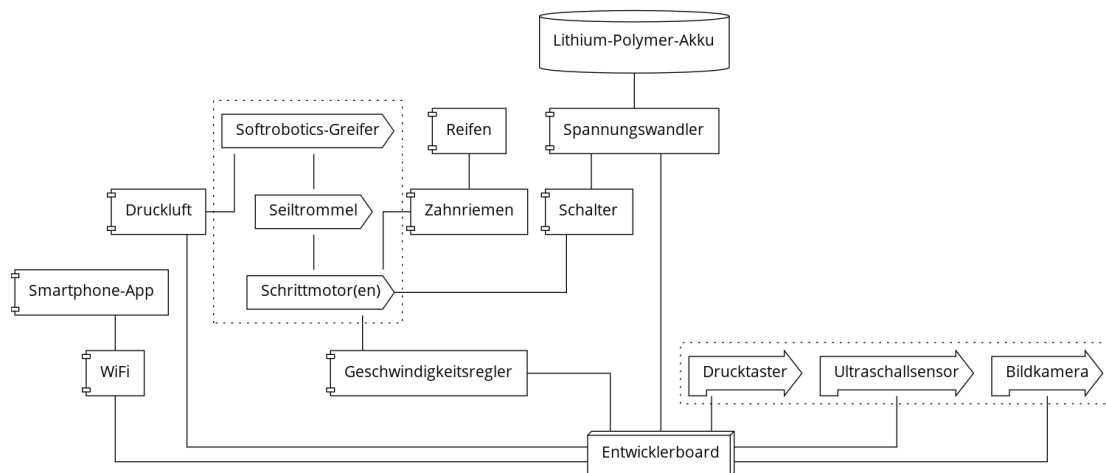 Lithium-Polymer-Akku
Softrobotics-Greifer
Reifen
Spannungswandler
Druckluft
Seiltrommel
Zahnriemen
Schalter
Smartphone-App
Schrittmotor(en)
WiFi
Geschwindigkeitsregler
Drucktaster
Ultraschallsensor
Bildkamera
Entwicklerboard